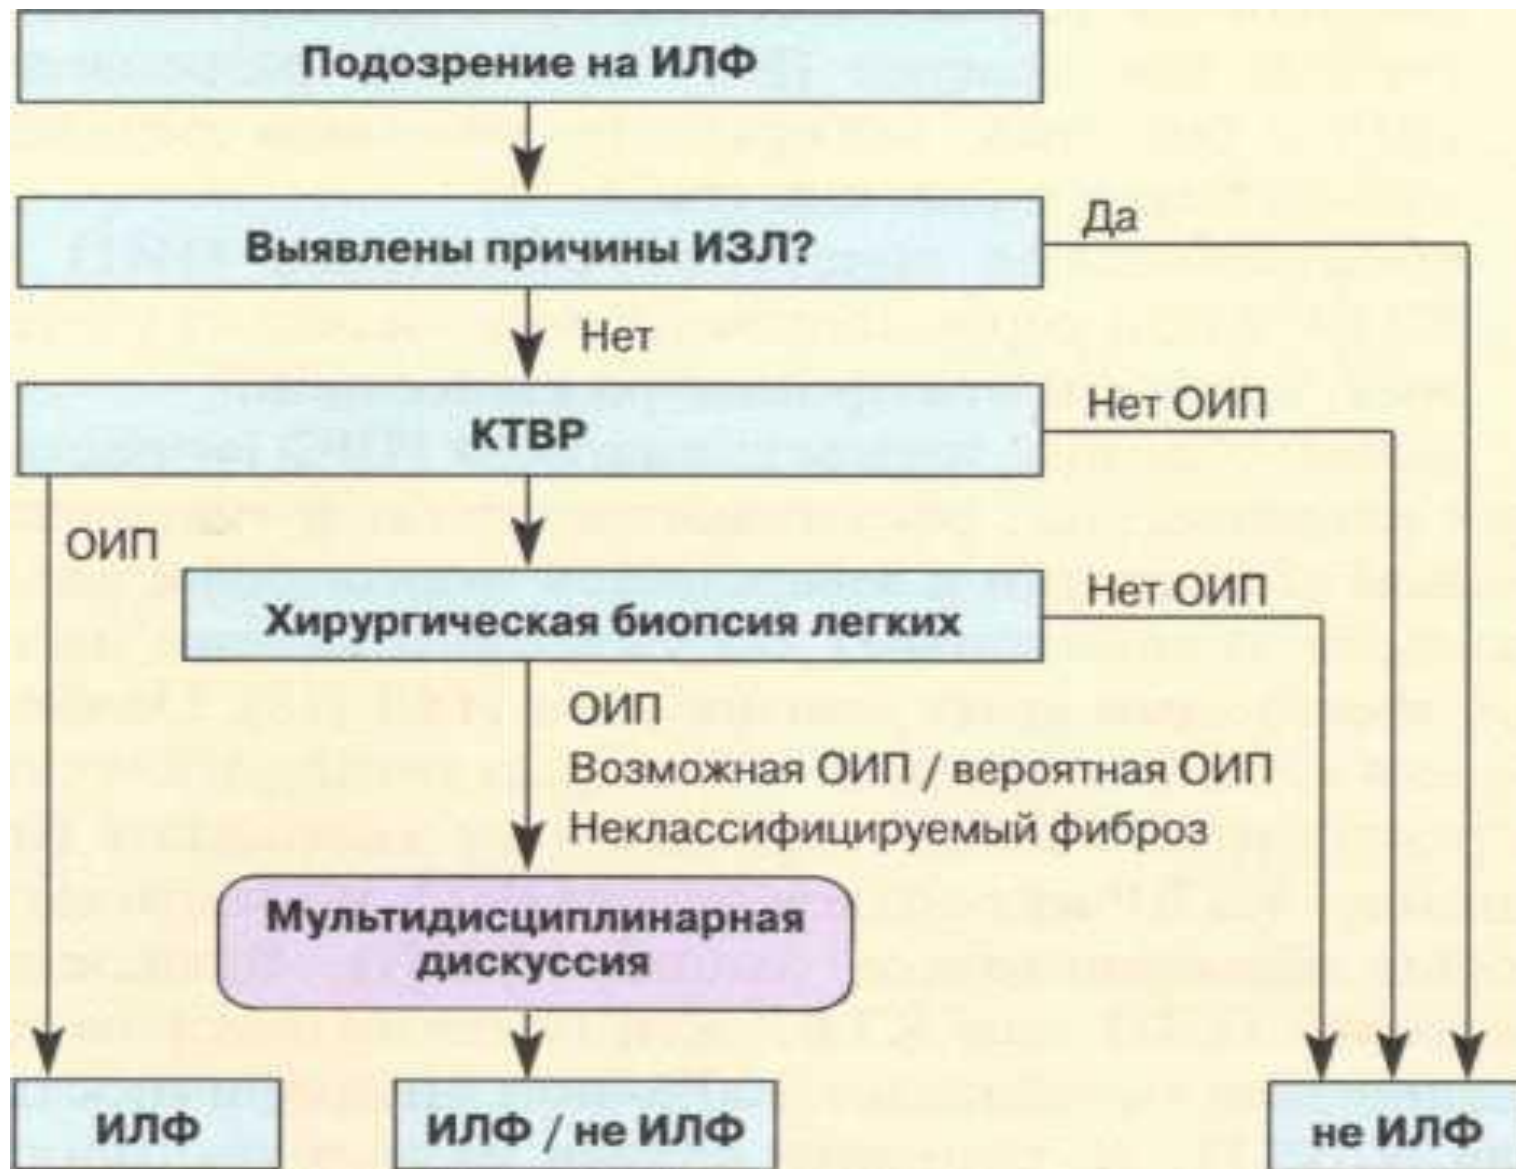 Подозрение на ИЛФ
Выявлены причины ИЗЛ?
Да
Нет
КТВР
Нет ОИП
ОИП
Хирургическая биопсия легких
Нет ОИП
ОИП
Возможная ОИП / вероятная ОИП
Неклассифицируемый фиброз
Мультидисциплинарная
дискуссия
ИЛФ
ИЛФ / не ИЛФ
не ИЛФ